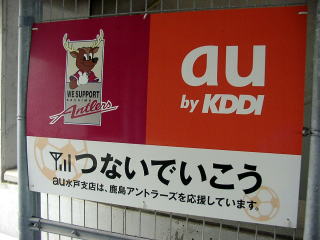 WE SUPPORT
KASHIMA
Antlers
au
by KDDI
つないでいこう
au水戸支店は、鹿島アントラーズを応援しています。